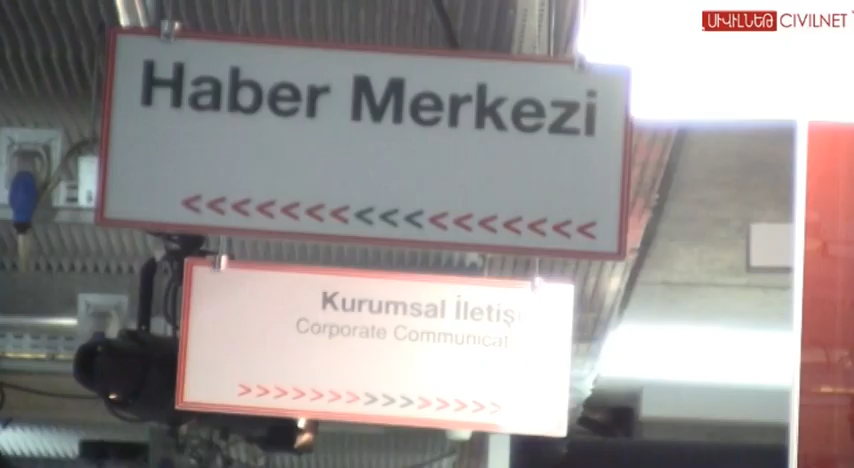 ՍԻՎԻԼՆԵԹ CIVILNET
Haber Merkezi
<<<<<<<<<<<<<<<<<
Kurumsal İletiş
Corporate Communicat
>>>>>>>>>>>>>>>>>